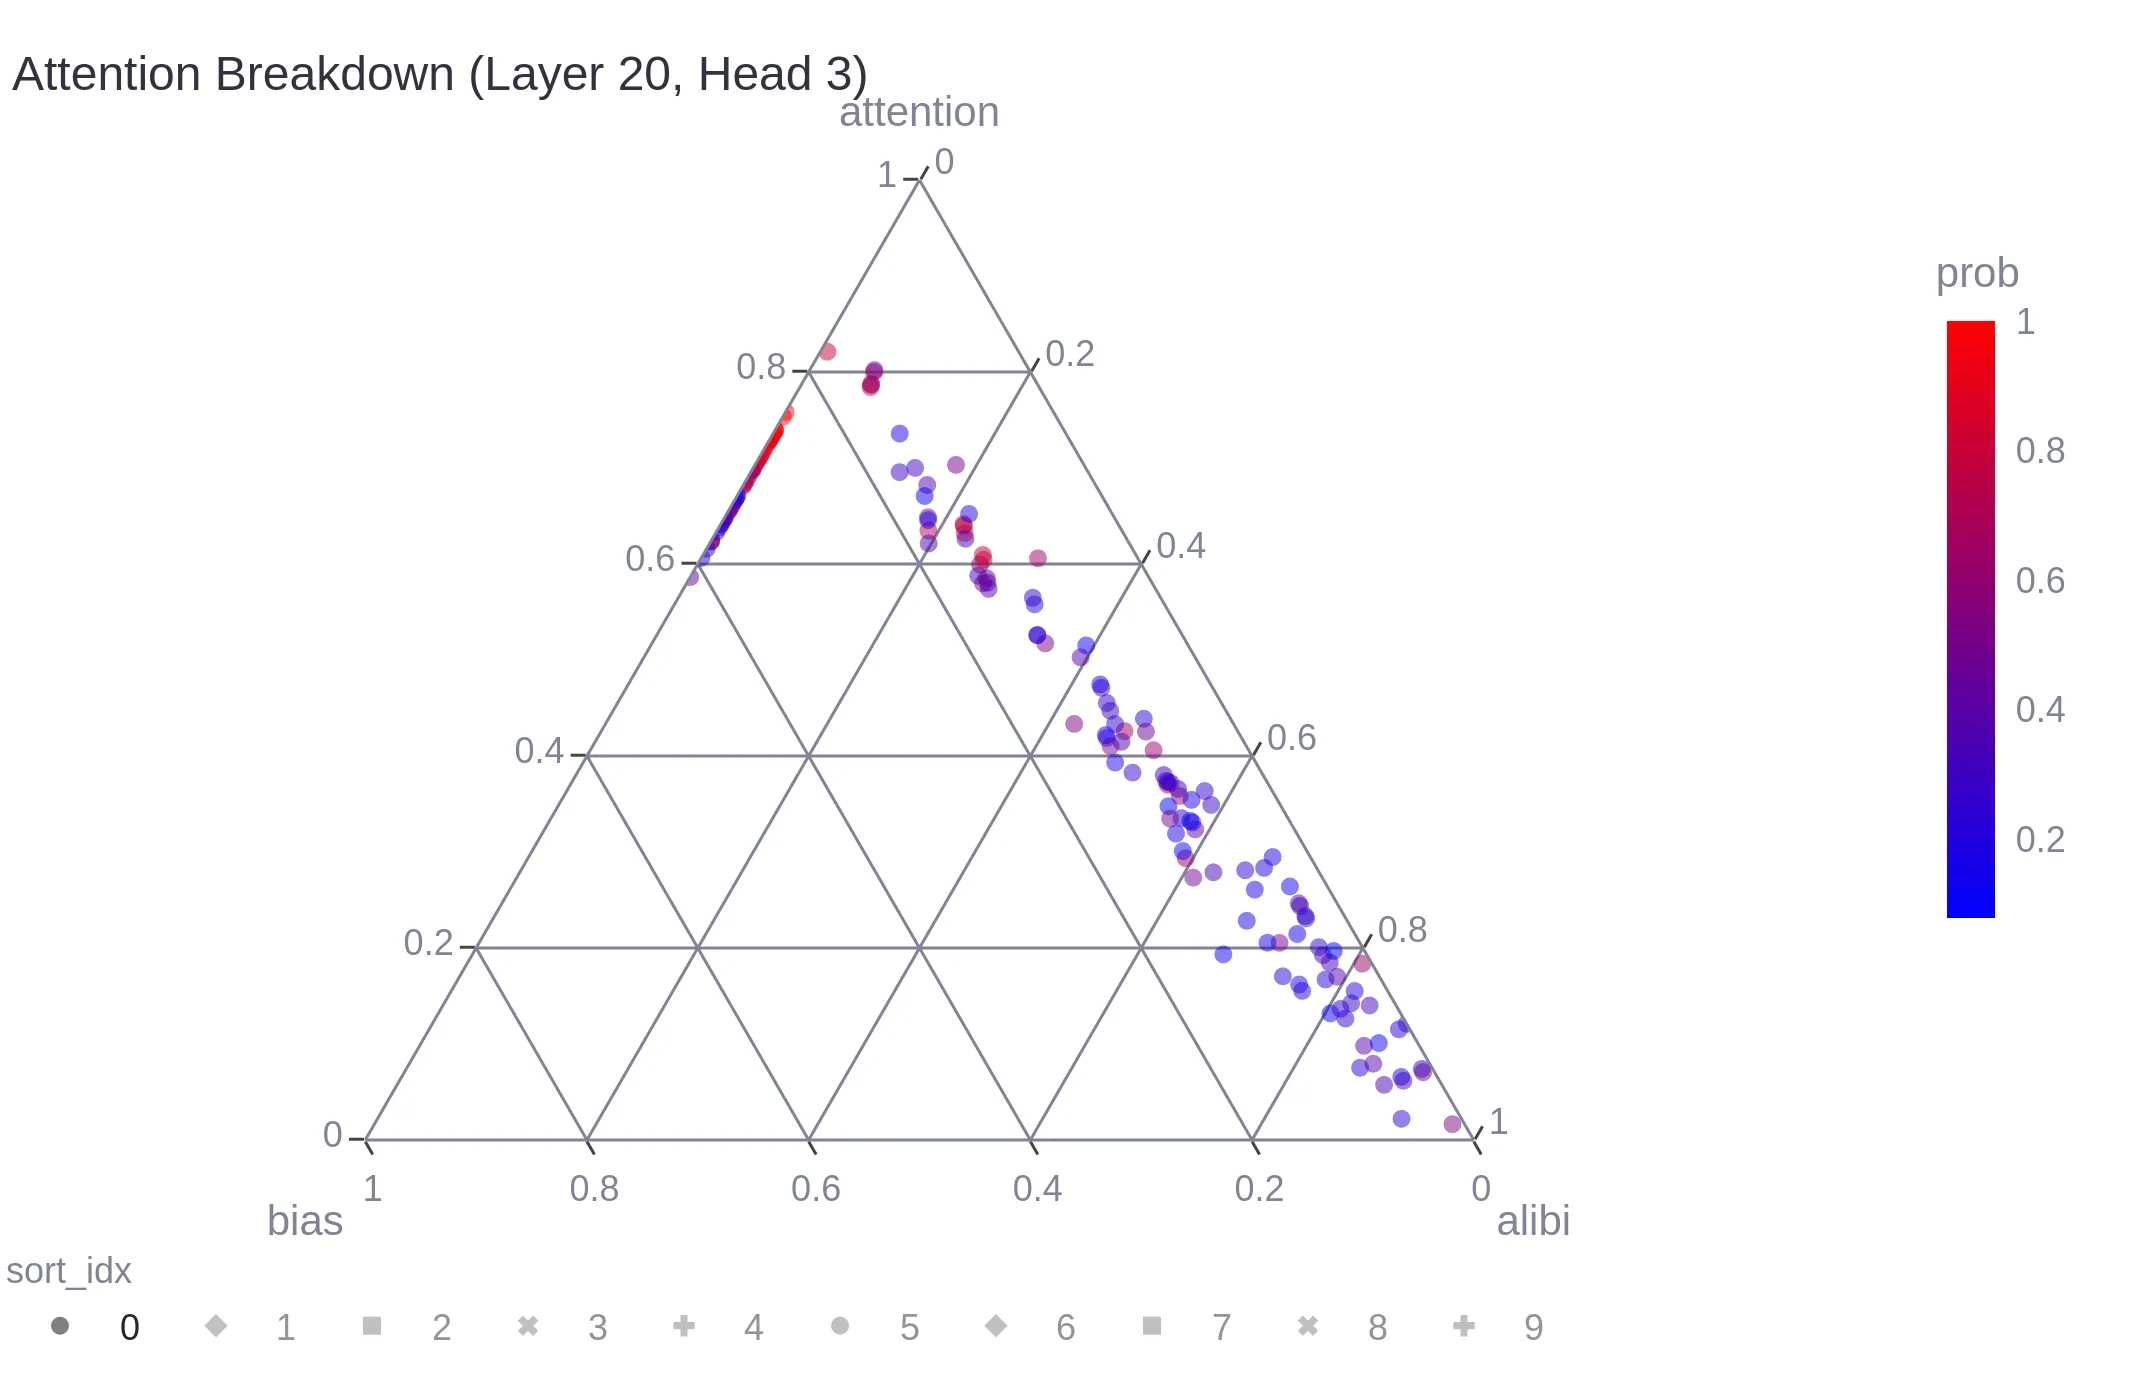 Attention Breakdown (Layer 20, Head 3)
attention
1 0
prob
1
0.8 0.2
0.8
0.6 0.4
0.6
0.4 0.6
0.4
0.2 0.8
0.2
0 1
1 0.8 0.6 0.4 0.2 0
bias alibi
sort_idx
0 1 2 3 4 5 6 7 8 9